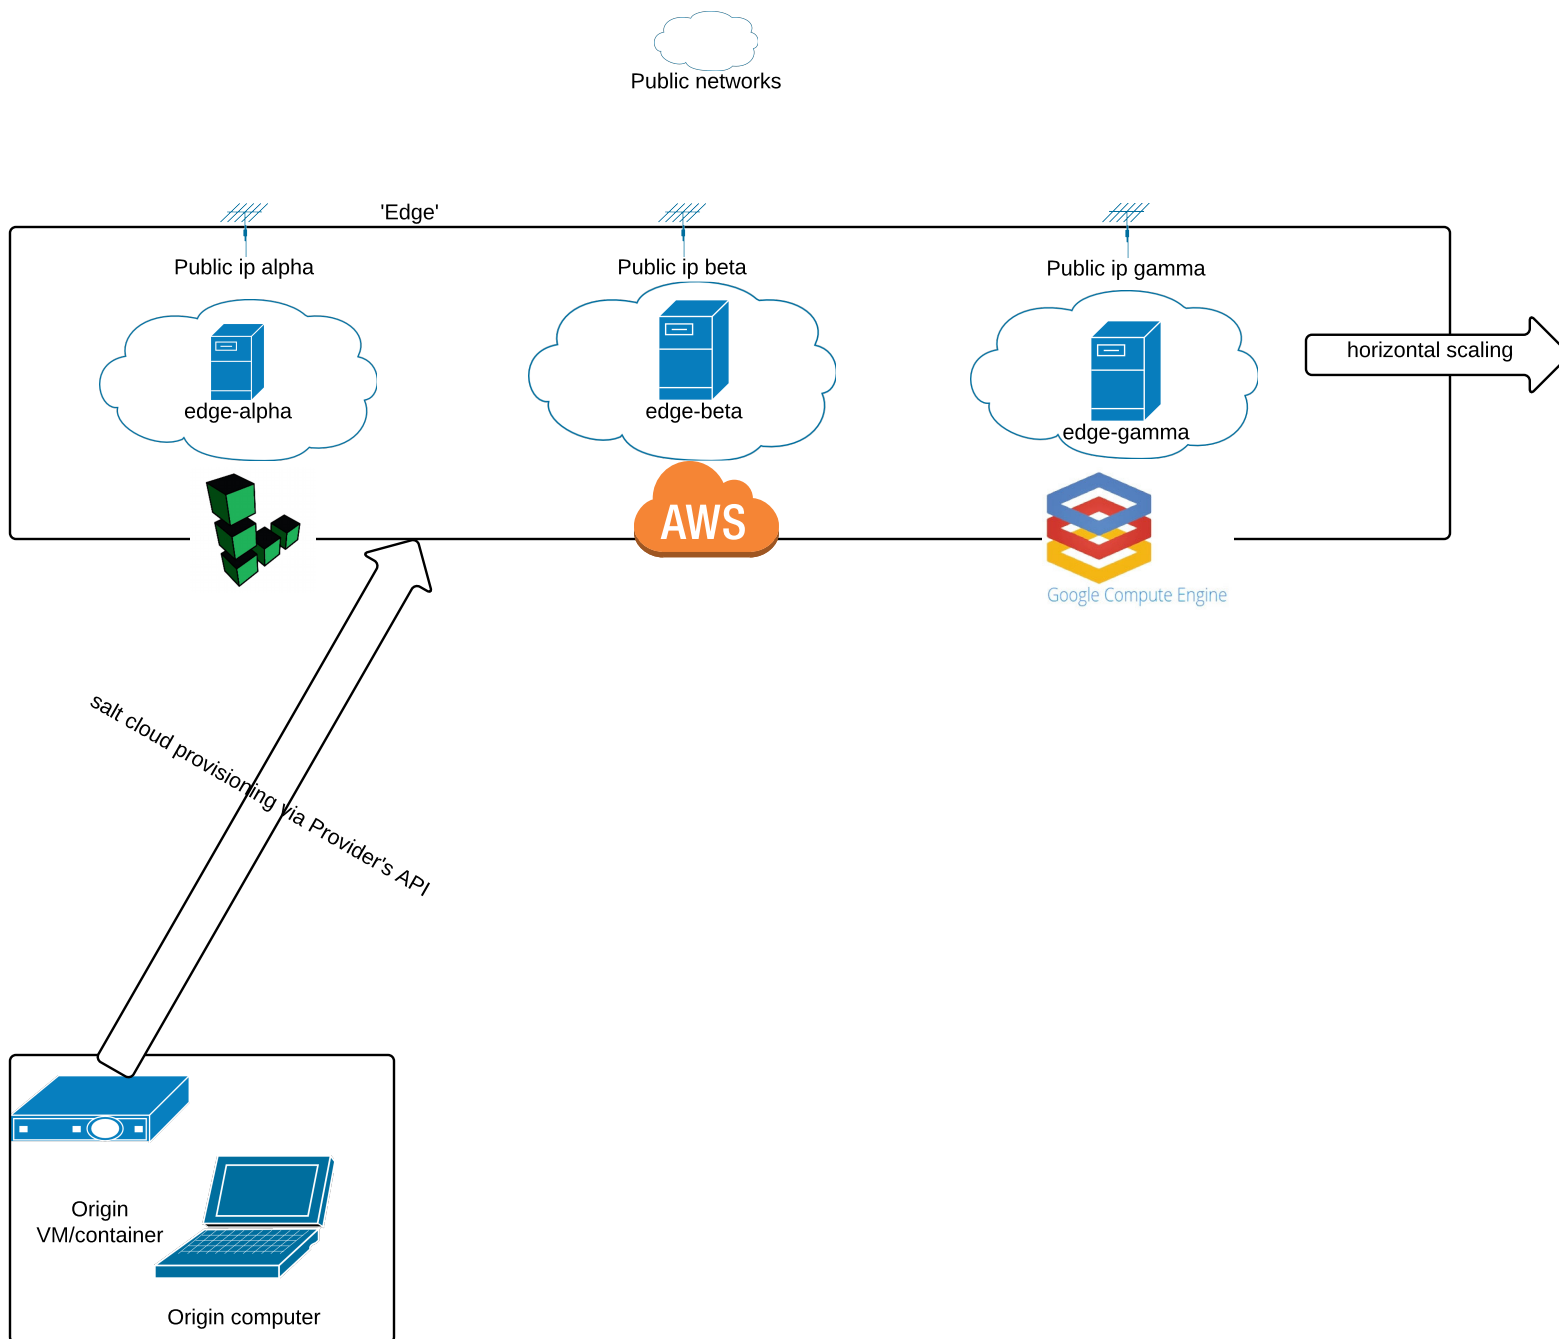 Public networks
'Edge'
Public ip alpha
Public ip beta
Public ip gamma
horizontal scaling
edge-alpha
edge-beta
edge-gamma
AWS
Google Compute Engine
salt cloud provisioning via Provider's API
Origin
VM/container
Origin computer